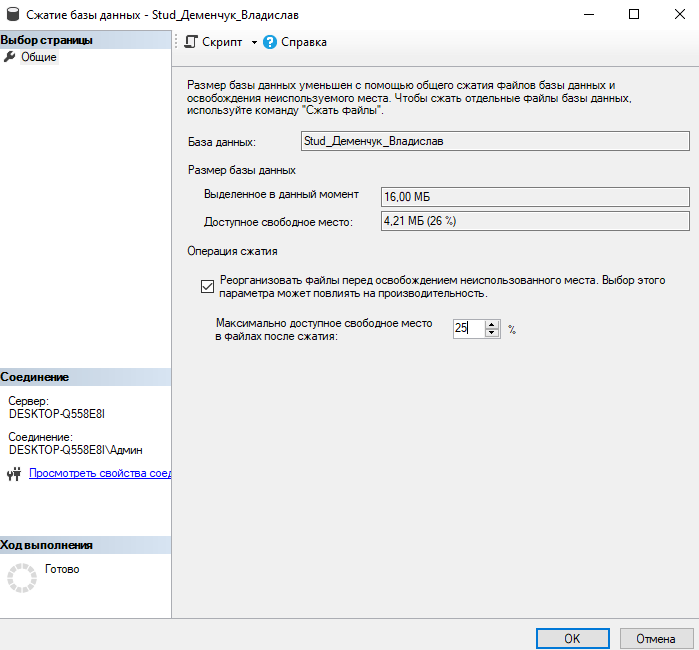 Сжатие базы данных - Stud_Деменчук_Владислав
Выбор страницы
Общие
Скрипт
Справка
Размер базы данных уменьшен с помощью общего сжатия файлов базы данных и
освобождения неиспользуемого места. Чтобы сжать отдельные файлы базы данных,
используйте команду "Сжать файлы".
База данных:
Stud_Деменчук_Владислав
Размер базы данных
Выделенное в данный момент
16,00 МБ
Доступное свободное место:
4,21 МБ (26 %)
Операция сжатия
Реорганизовать файлы перед освобождением неиспользованного места. Выбор этого
параметра может повлиять на производительность.
Максимально доступное свободное место
в файлах после сжатия:
25
%
Соединение
Сервер:
DESKTOP-Q558E8I
Соединение:
DESKTOP-Q558E8I\Админ
Просмотреть свойства соед
Ход выполнения
Готово
OK
Отмена